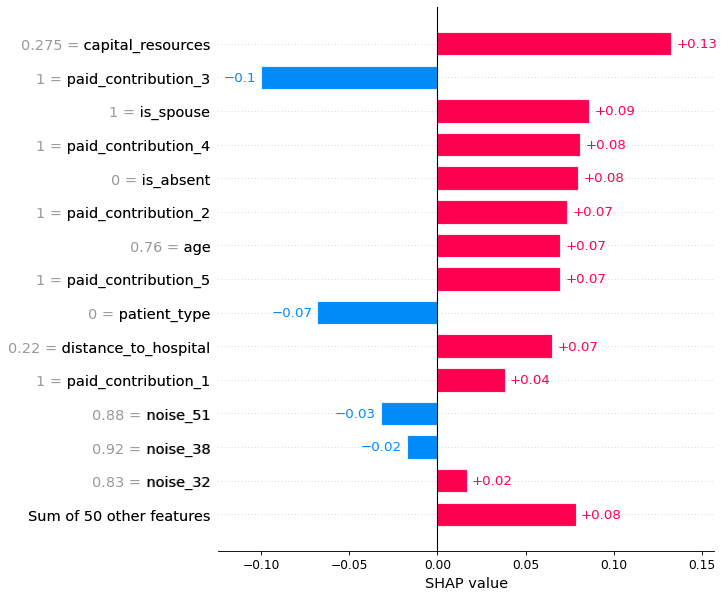 0.275 = capital_resources +0.13
1 = paid_contribution_3 −0.1
1 = is_spouse +0.09
1 = paid_contribution_4 +0.08
0 = is_absent +0.08
1 = paid_contribution_2 +0.07
0.76 = age +0.07
1 = paid_contribution_5 +0.07
0 = patient_type −0.07
0.22 = distance_to_hospital +0.07
1 = paid_contribution_1 +0.04
0.88 = noise_51 −0.03
0.92 = noise_38 −0.02
0.83 = noise_32 +0.02
Sum of 50 other features +0.08
−0.10 −0.05 0.00 0.05 0.10 0.15
SHAP value